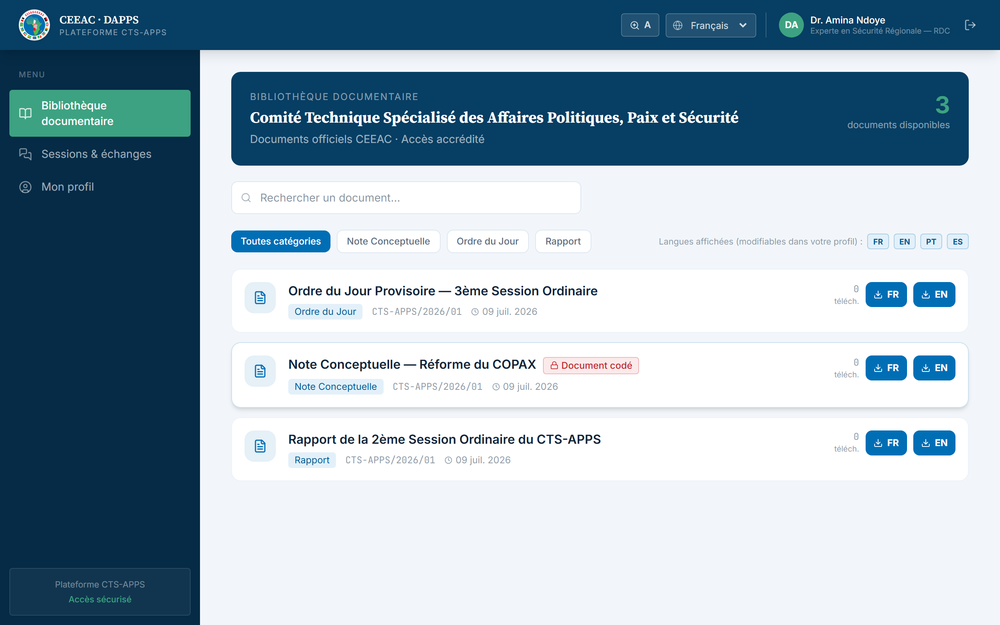 CEEAC-ECCAS
CEEAC · DAPPS
PLATEFORME CTS-APPS
A
Français
DA
Dr. Amina Ndoye
Experte en Sécurité Régionale — RDC
MENU
Bibliothèque
documentaire
Sessions & échanges
Mon profil
Plateforme CTS-APPS
Accès sécurisé
BIBLIOTHÈQUE DOCUMENTAIRE
Comité Technique Spécialisé des Affaires Politiques, Paix et Sécurité
Documents officiels CEEAC · Accès accrédité
3
documents disponibles
Rechercher un document...
Toutes catégories
Note Conceptuelle
Ordre du Jour
Rapport
Langues affichées (modifiables dans votre profil) : FR EN PT ES
Ordre du Jour Provisoire — 3ème Session Ordinaire
Ordre du Jour CTS-APPS/2026/01 09 juil. 2026
0
téléch.
FR
EN
Note Conceptuelle — Réforme du COPAX Document codé
Note Conceptuelle CTS-APPS/2026/01 09 juil. 2026
0
téléch.
FR
EN
Rapport de la 2ème Session Ordinaire du CTS-APPS
Rapport CTS-APPS/2026/01 09 juil. 2026
0
téléch.
FR
EN